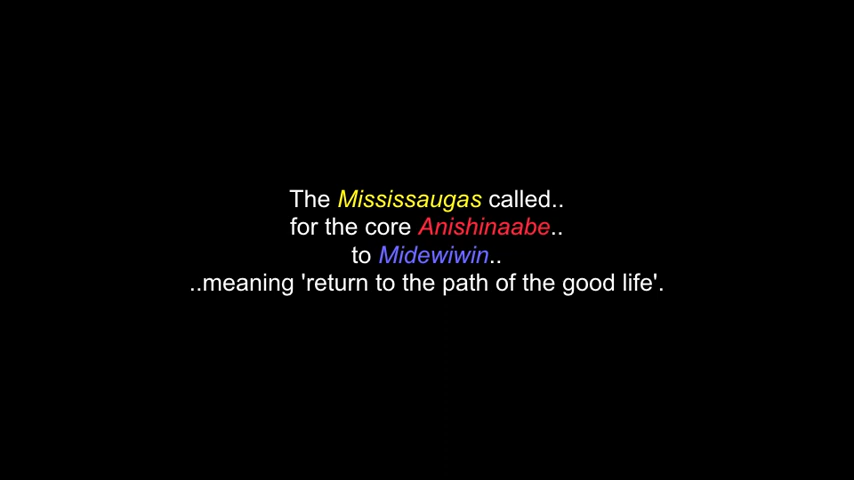 The Mississaugas called..
for the core Anishinaabe..
to Midewiwin..
..meaning 'return to the path of the good life'.